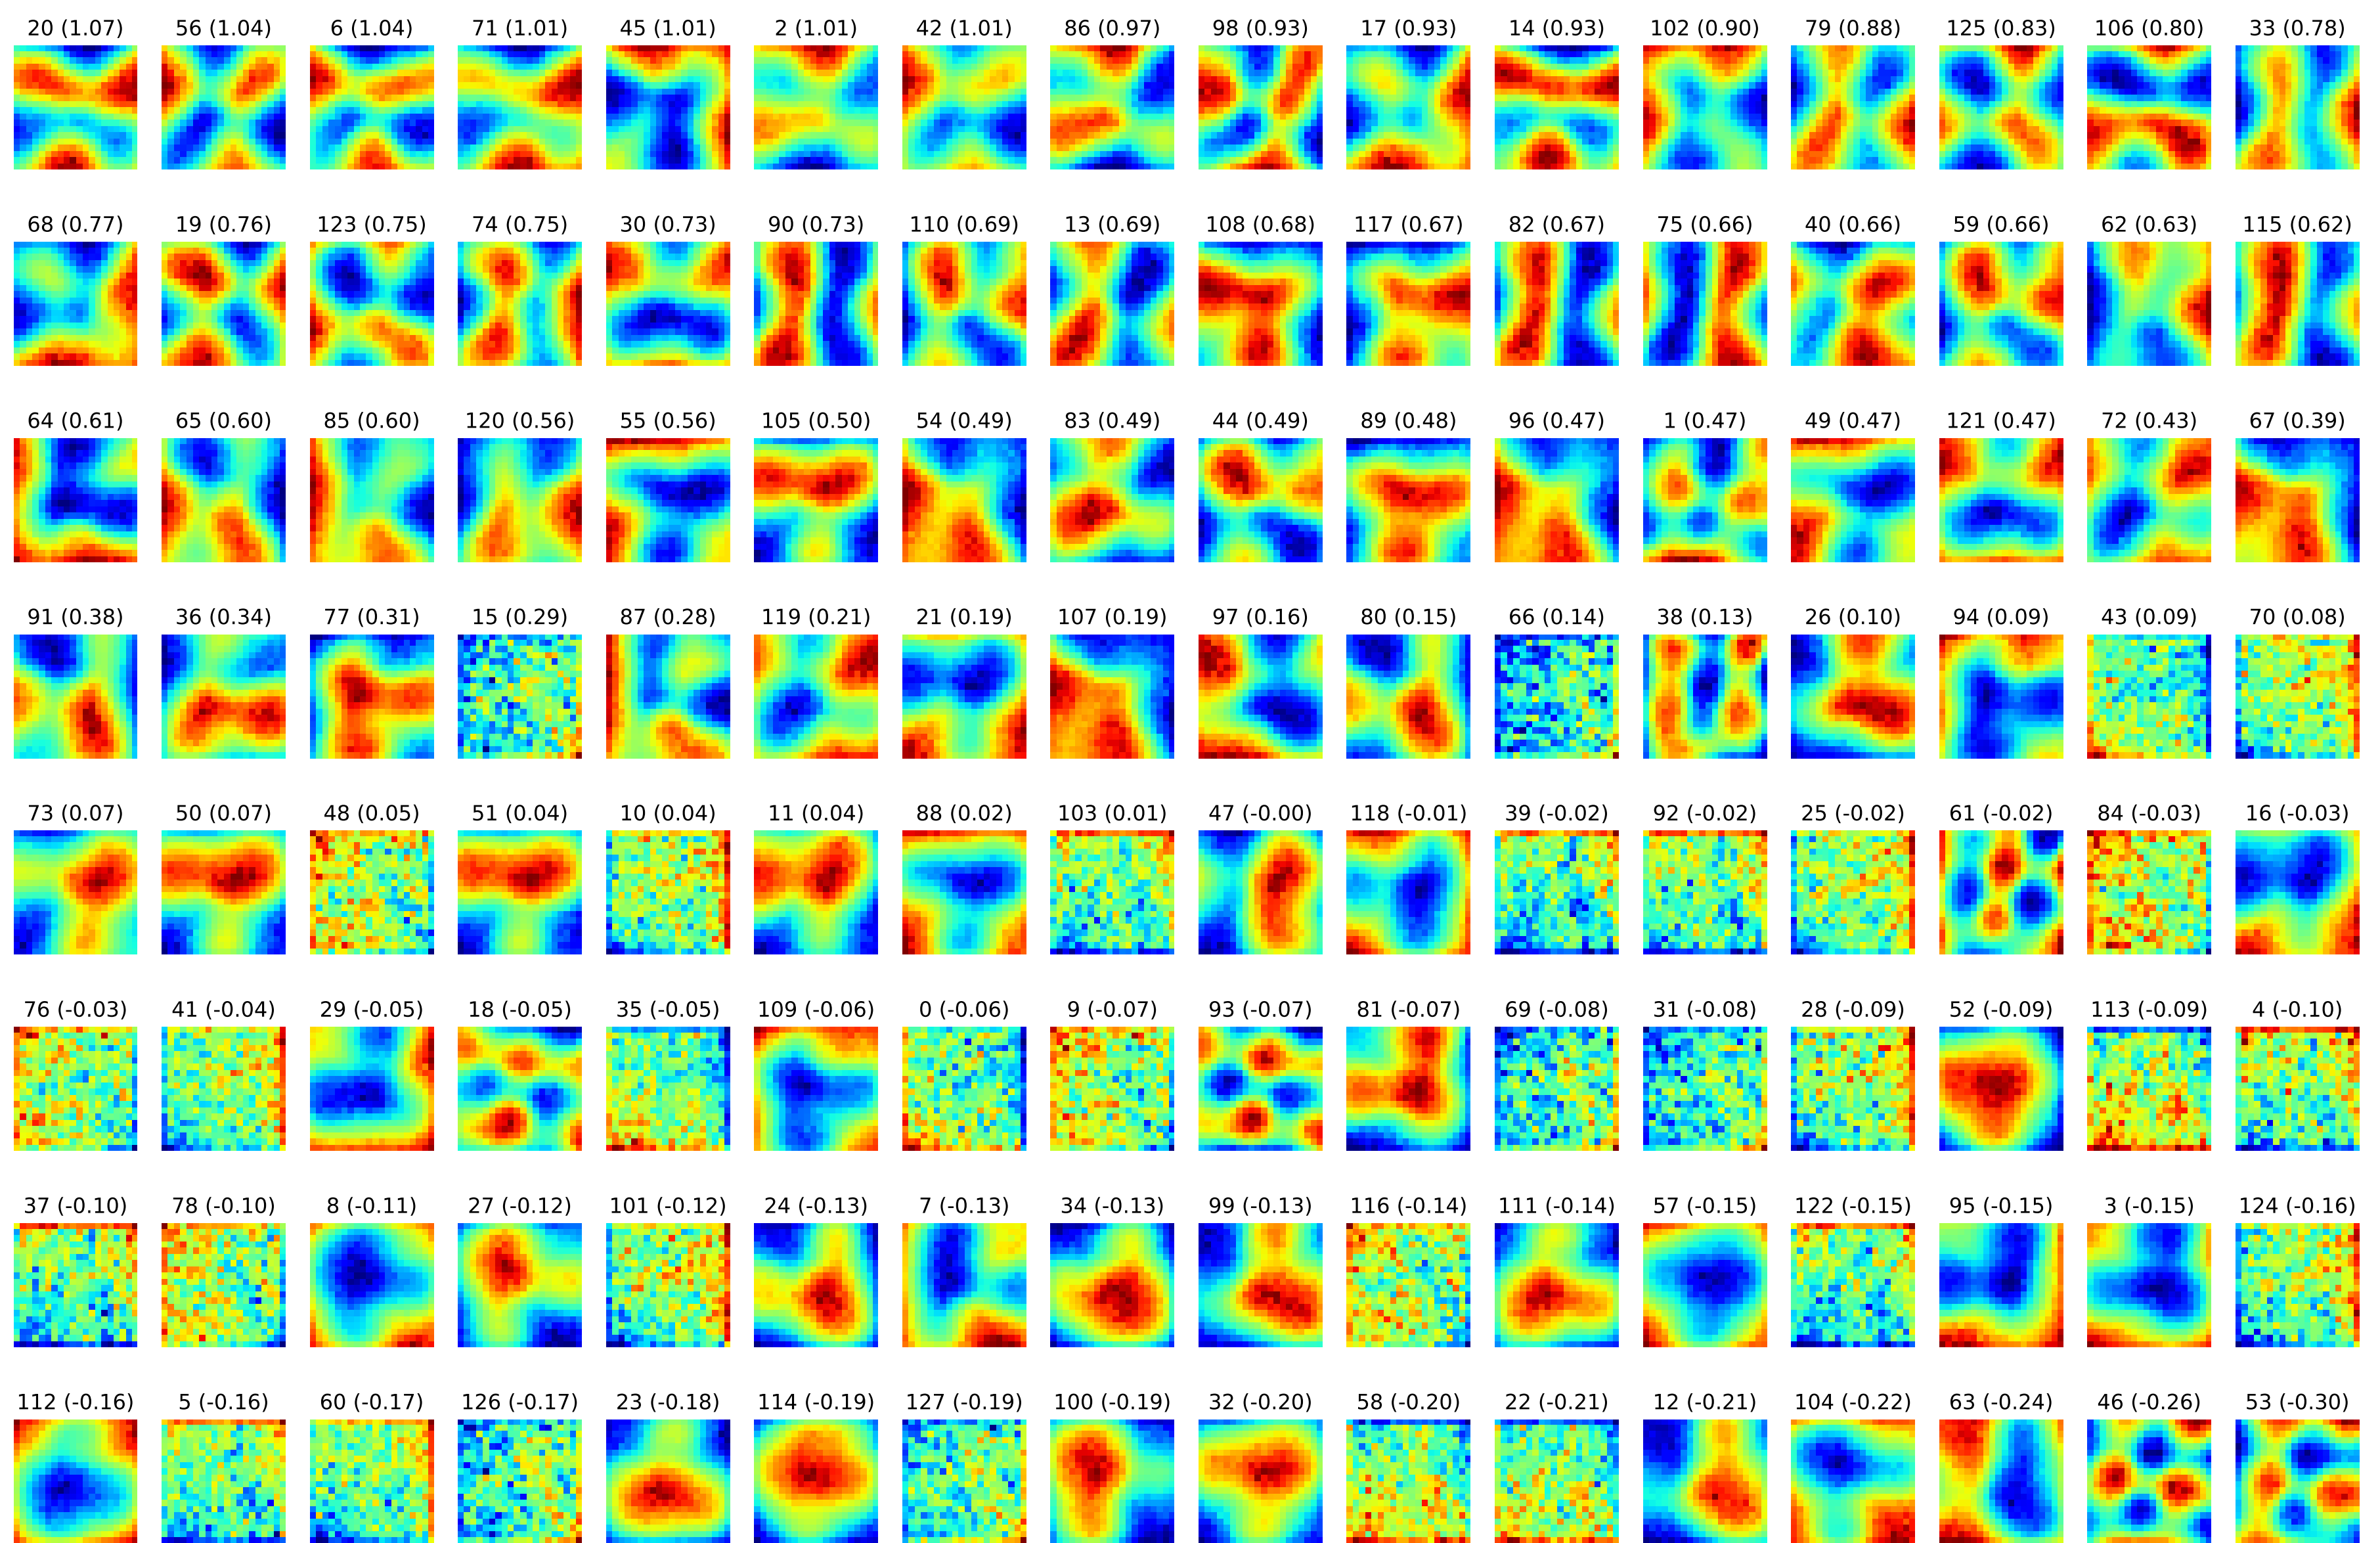 20 (1.07) 56 (1.04) 6 (1.04) 71 (1.01) 45 (1.01) 2 (1.01) 42 (1.01) 86 (0.97) 98 (0.93) 17 (0.93) 14 (0.93) 102 (0.90) 79 (0.88) 125 (0.83) 106 (0.80) 33 (0.78)
68 (0.77) 19 (0.76) 123 (0.75) 74 (0.75) 30 (0.73) 90 (0.73) 110 (0.69) 13 (0.69) 108 (0.68) 117 (0.67) 82 (0.67) 75 (0.66) 40 (0.66) 59 (0.66) 62 (0.63) 115 (0.62)
64 (0.61) 65 (0.60) 85 (0.60) 120 (0.56) 55 (0.56) 105 (0.50) 54 (0.49) 83 (0.49) 44 (0.49) 89 (0.48) 96 (0.47) 1 (0.47) 49 (0.47) 121 (0.47) 72 (0.43) 67 (0.39)
91 (0.38) 36 (0.34) 77 (0.31) 15 (0.29) 87 (0.28) 119 (0.21) 21 (0.19) 107 (0.19) 97 (0.16) 80 (0.15) 66 (0.14) 38 (0.13) 26 (0.10) 94 (0.09) 43 (0.09) 70 (0.08)
73 (0.07) 50 (0.07) 48 (0.05) 51 (0.04) 10 (0.04) 11 (0.04) 88 (0.02) 103 (0.01) 47 (-0.00) 118 (-0.01) 39 (-0.02) 92 (-0.02) 25 (-0.02) 61 (-0.02) 84 (-0.03) 16 (-0.03)
76 (-0.03) 41 (-0.04) 29 (-0.05) 18 (-0.05) 35 (-0.05) 109 (-0.06) 0 (-0.06) 9 (-0.07) 93 (-0.07) 81 (-0.07) 69 (-0.08) 31 (-0.08) 28 (-0.09) 52 (-0.09) 113 (-0.09) 4 (-0.10)
37 (-0.10) 78 (-0.10) 8 (-0.11) 27 (-0.12) 101 (-0.12) 24 (-0.13) 7 (-0.13) 34 (-0.13) 99 (-0.13) 116 (-0.14) 111 (-0.14) 57 (-0.15) 122 (-0.15) 95 (-0.15) 3 (-0.15) 124 (-0.16)
112 (-0.16) 5 (-0.16) 60 (-0.17) 126 (-0.17) 23 (-0.18) 114 (-0.19) 127 (-0.19) 100 (-0.19) 32 (-0.20) 58 (-0.20) 22 (-0.21) 12 (-0.21) 104 (-0.22) 63 (-0.24) 46 (-0.26) 53 (-0.30)